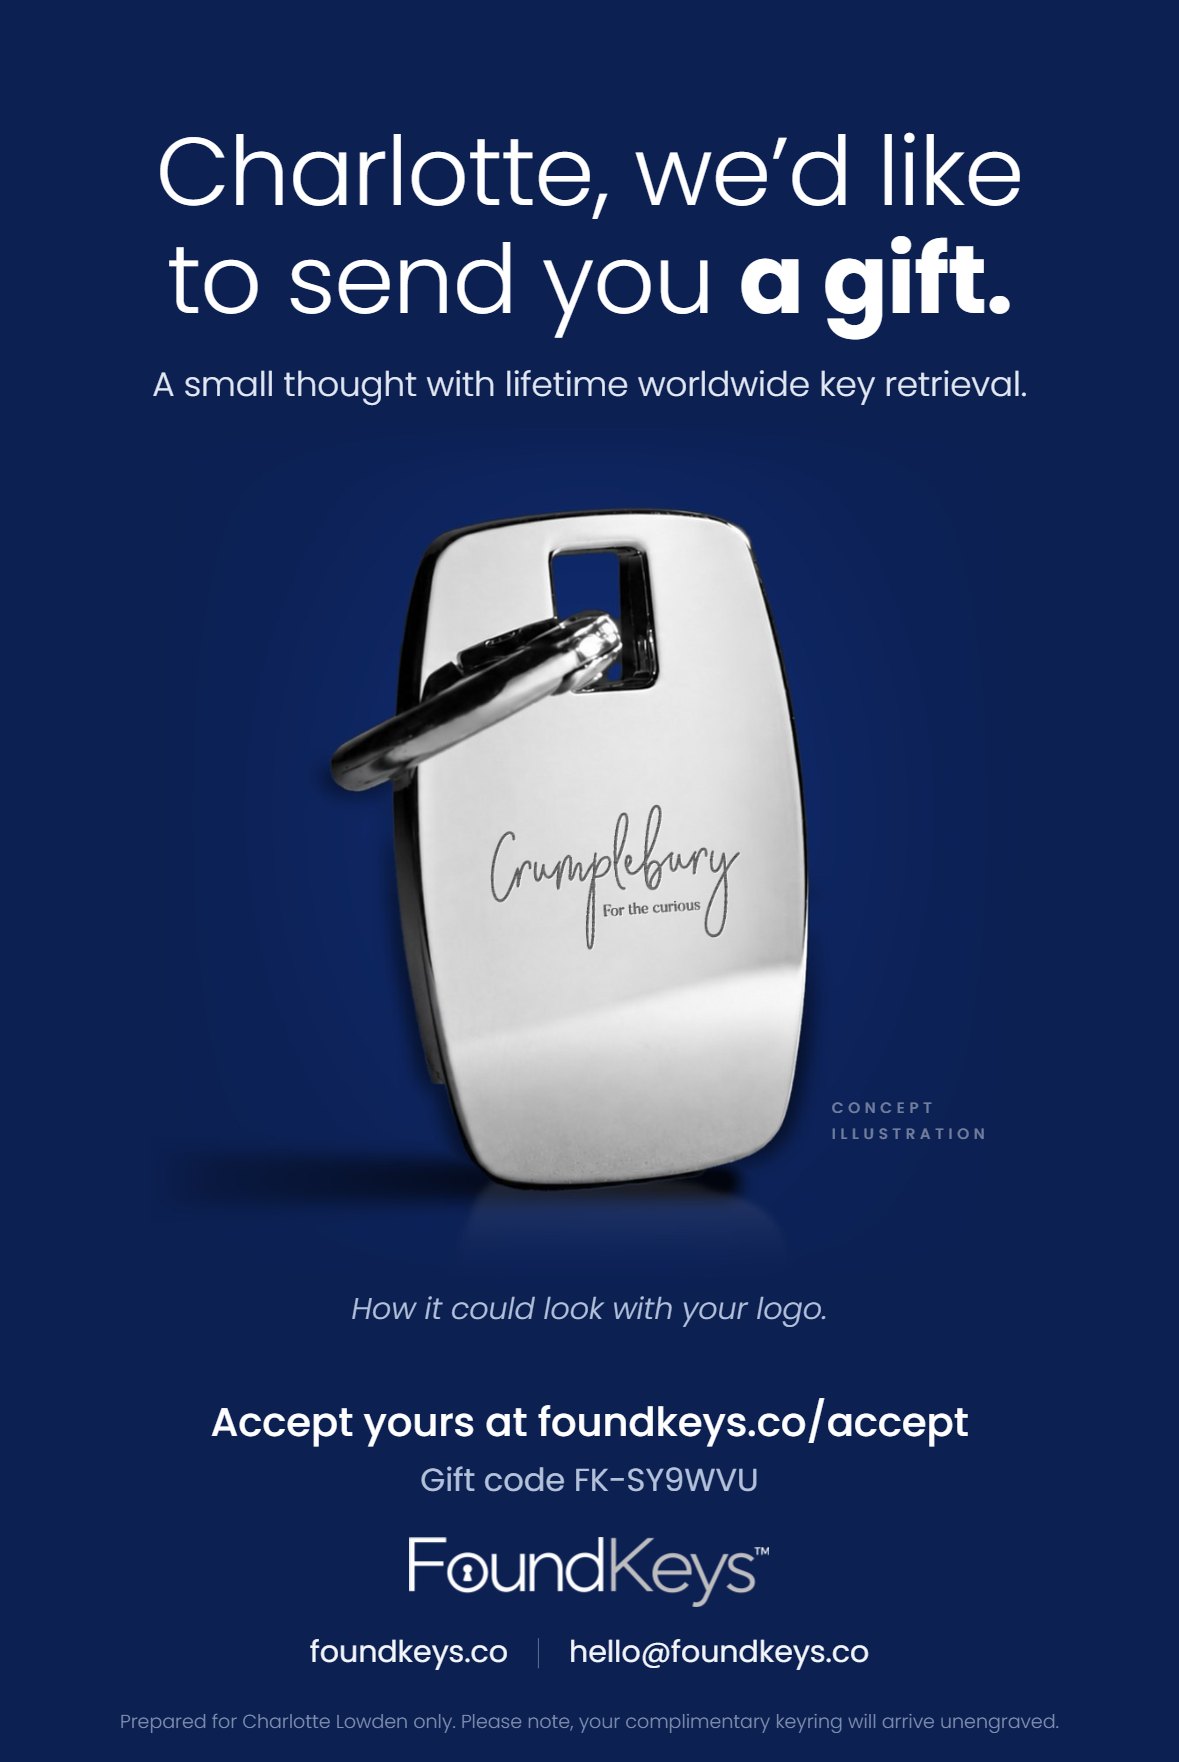 Charlotte, we’d like
to send you a gift.
A small thought with lifetime worldwide key retrieval.
Crumplebury
For the curious
CONCEPT
ILLUSTRATION
How it could look with your logo.
Accept yours at foundkeys.co/accept
Gift code FK-SY9WVU
FoundKeys™
foundkeys.co | hello@foundkeys.co
Prepared for Charlotte Lowden only. Please note, your complimentary keyring will arrive unengraved.